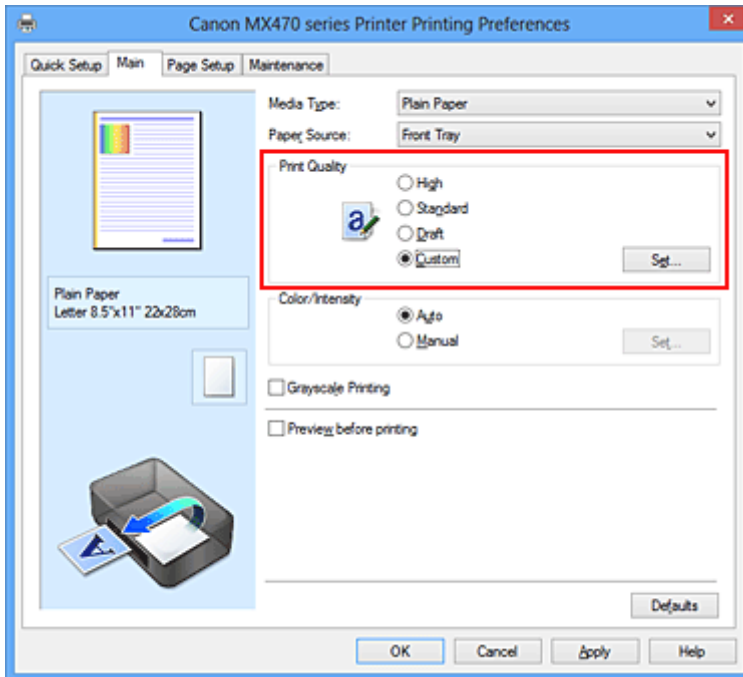 Canon MX470 series Printer Printing Preferences
Quick Setup Main Page Setup Maintenance
Media Type: Plain Paper
Paper Source: Front Tray
Print Quality
High
Standard
Draft
Custom Set...
Plain Paper
Letter 8.5"x11" 22x28cm
Color/Intensity
Auto
Manual Set...
Grayscale Printing
Preview before printing
a
A
Defaults
OK Cancel Apply Help